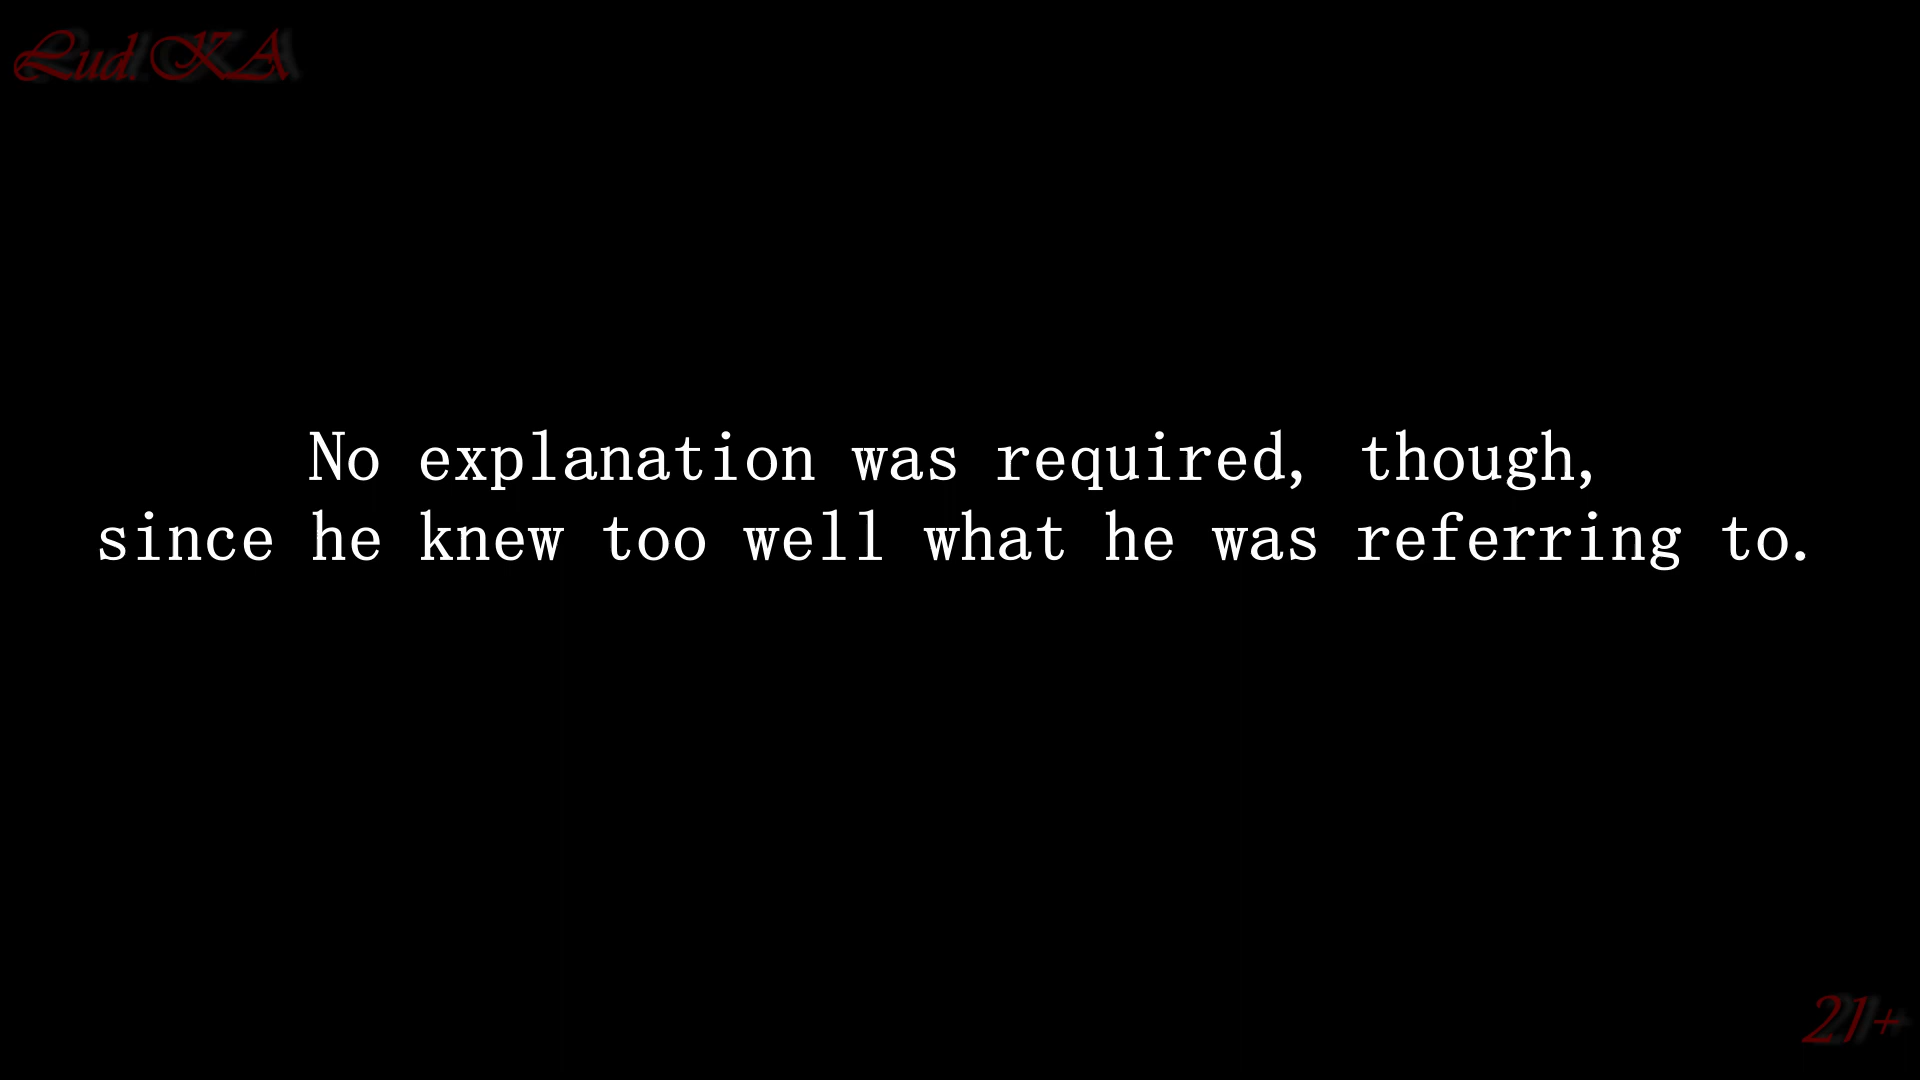 Lud.KA
No explanation was required, though,
since he knew too well what he was referring to.
21+